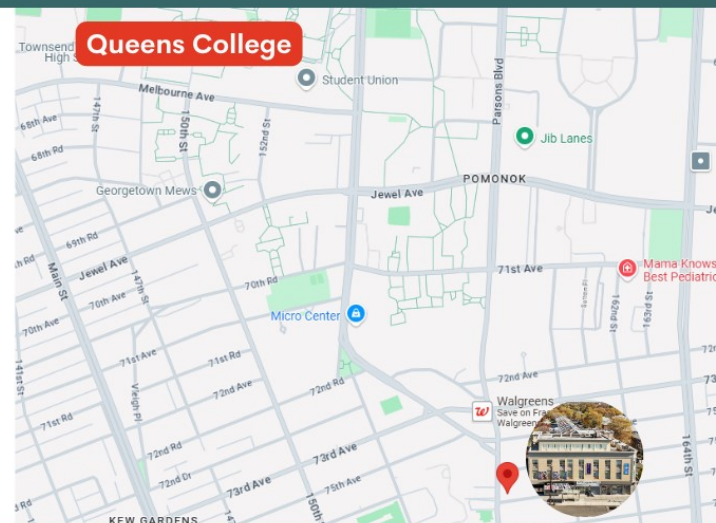 Queens College
Townsend
High S
Student Union
Melbourne Ave
147th St
150th St
152nd St
68th Ave
68th Rd
Parsons Blvd
Jib Lanes
Georgetown Mews
Jewel Ave
POMONOK
Je
69th Rd
Main St
Jewel Ave
147th St
70th Rd
71st Ave
Mama Knows
Best Pediatric
70th Ave
70th Ave
Micro Center
162nd St
163rd St
141st St
71st Ave
71st Rd
72nd Ave
72nd Rd
72nd Ave
Vleigh Pl
Walgreens
Save on Fra
Walgreen
71st Rd
72nd Rd
73rd Ave
164th St
72nd Dr
73rd Ave
75th Ave
150th
KEW GARDENS